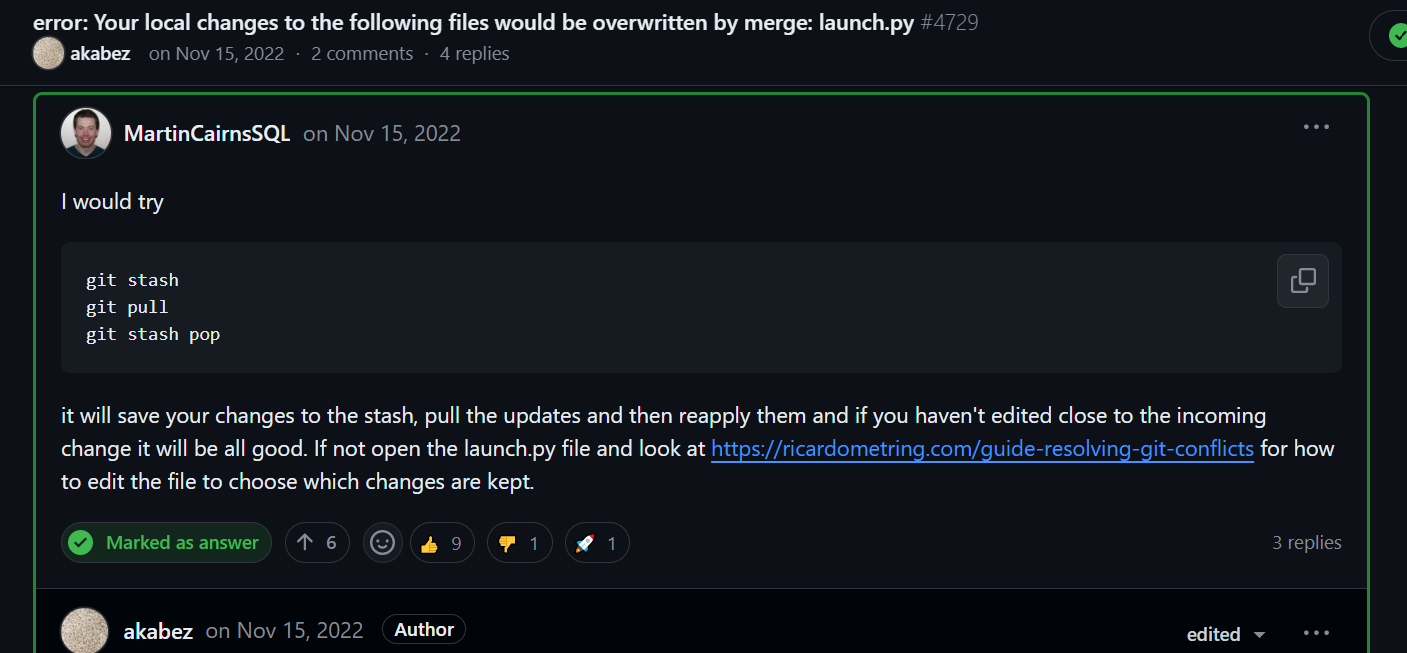 error: Your local changes to the following files would be overwritten by merge: launch.py #4729
akabez on Nov 15, 2022 · 2 comments · 4 replies
MartinCairnsSQL on Nov 15, 2022
I would try
git stash
git pull
git stash pop
it will save your changes to the stash, pull the updates and then reapply them and if you haven't edited close to the incoming
change it will be all good. If not open the launch.py file and look at https://ricardometring.com/guide-resolving-git-conflicts for how
to edit the file to choose which changes are kept.
Marked as answer 6 9 1 1 3 replies
akabez on Nov 15, 2022 Author edited